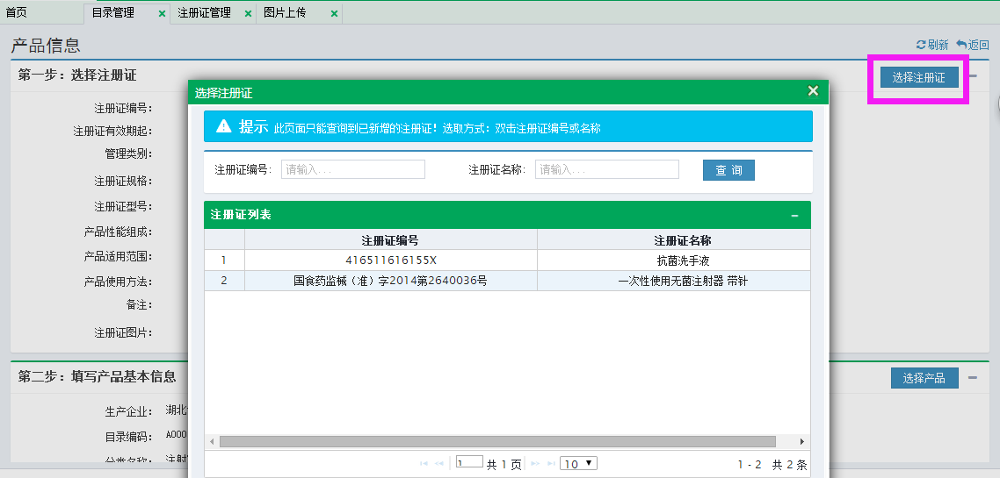 首页 目录管理 × 注册证管理 × 图片上传 ×
产品信息 刷新 返回
第一步：选择注册证 选择注册证
注册证编号：
注册证有效期起：
管理类别：
注册证规格：
注册证型号：
产品性能组成：
产品适用范围：
产品使用方法：
备注：
注册证图片：
选择注册证 ×
提示 此页面只能查询到已新增的注册证！选取方式：双击注册证编号或名称
注册证编号： 请输入... 注册证名称： 请输入... 查 询
注册证列表
注册证编号 注册证名称
1 416511616155X 抗菌洗手液
2 国食药监械（准）字2014第2640036号 一次性使用无菌注射器 带针
1 共 1 页 10 1 - 2 共 2 条
第二步：填写产品基本信息 选择产品
生产企业： 湖北
目录编码： A000
分类名称： 注射